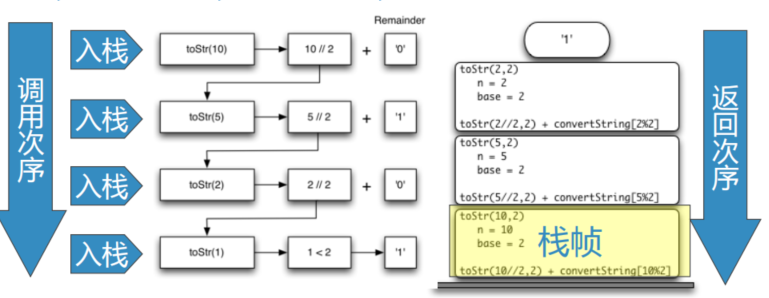 调用次序
Remainder
入栈 toStr(10) 10 // 2 + '0'
入栈 toStr(5) 5 // 2 + '1'
入栈 toStr(2) 2 // 2 + '0'
入栈 toStr(1) 1 < 2 '1'
'1'
toStr(2,2)
n = 2
base = 2
toStr(2//2,2) + convertString[2%2]
toStr(5,2)
n = 5
base = 2
toStr(5//2,2) + convertString[5%2]
toStr(10,2)
n = 10
base = 2
栈帧
toStr(10//2,2) + convertString[10%2]
返回次序